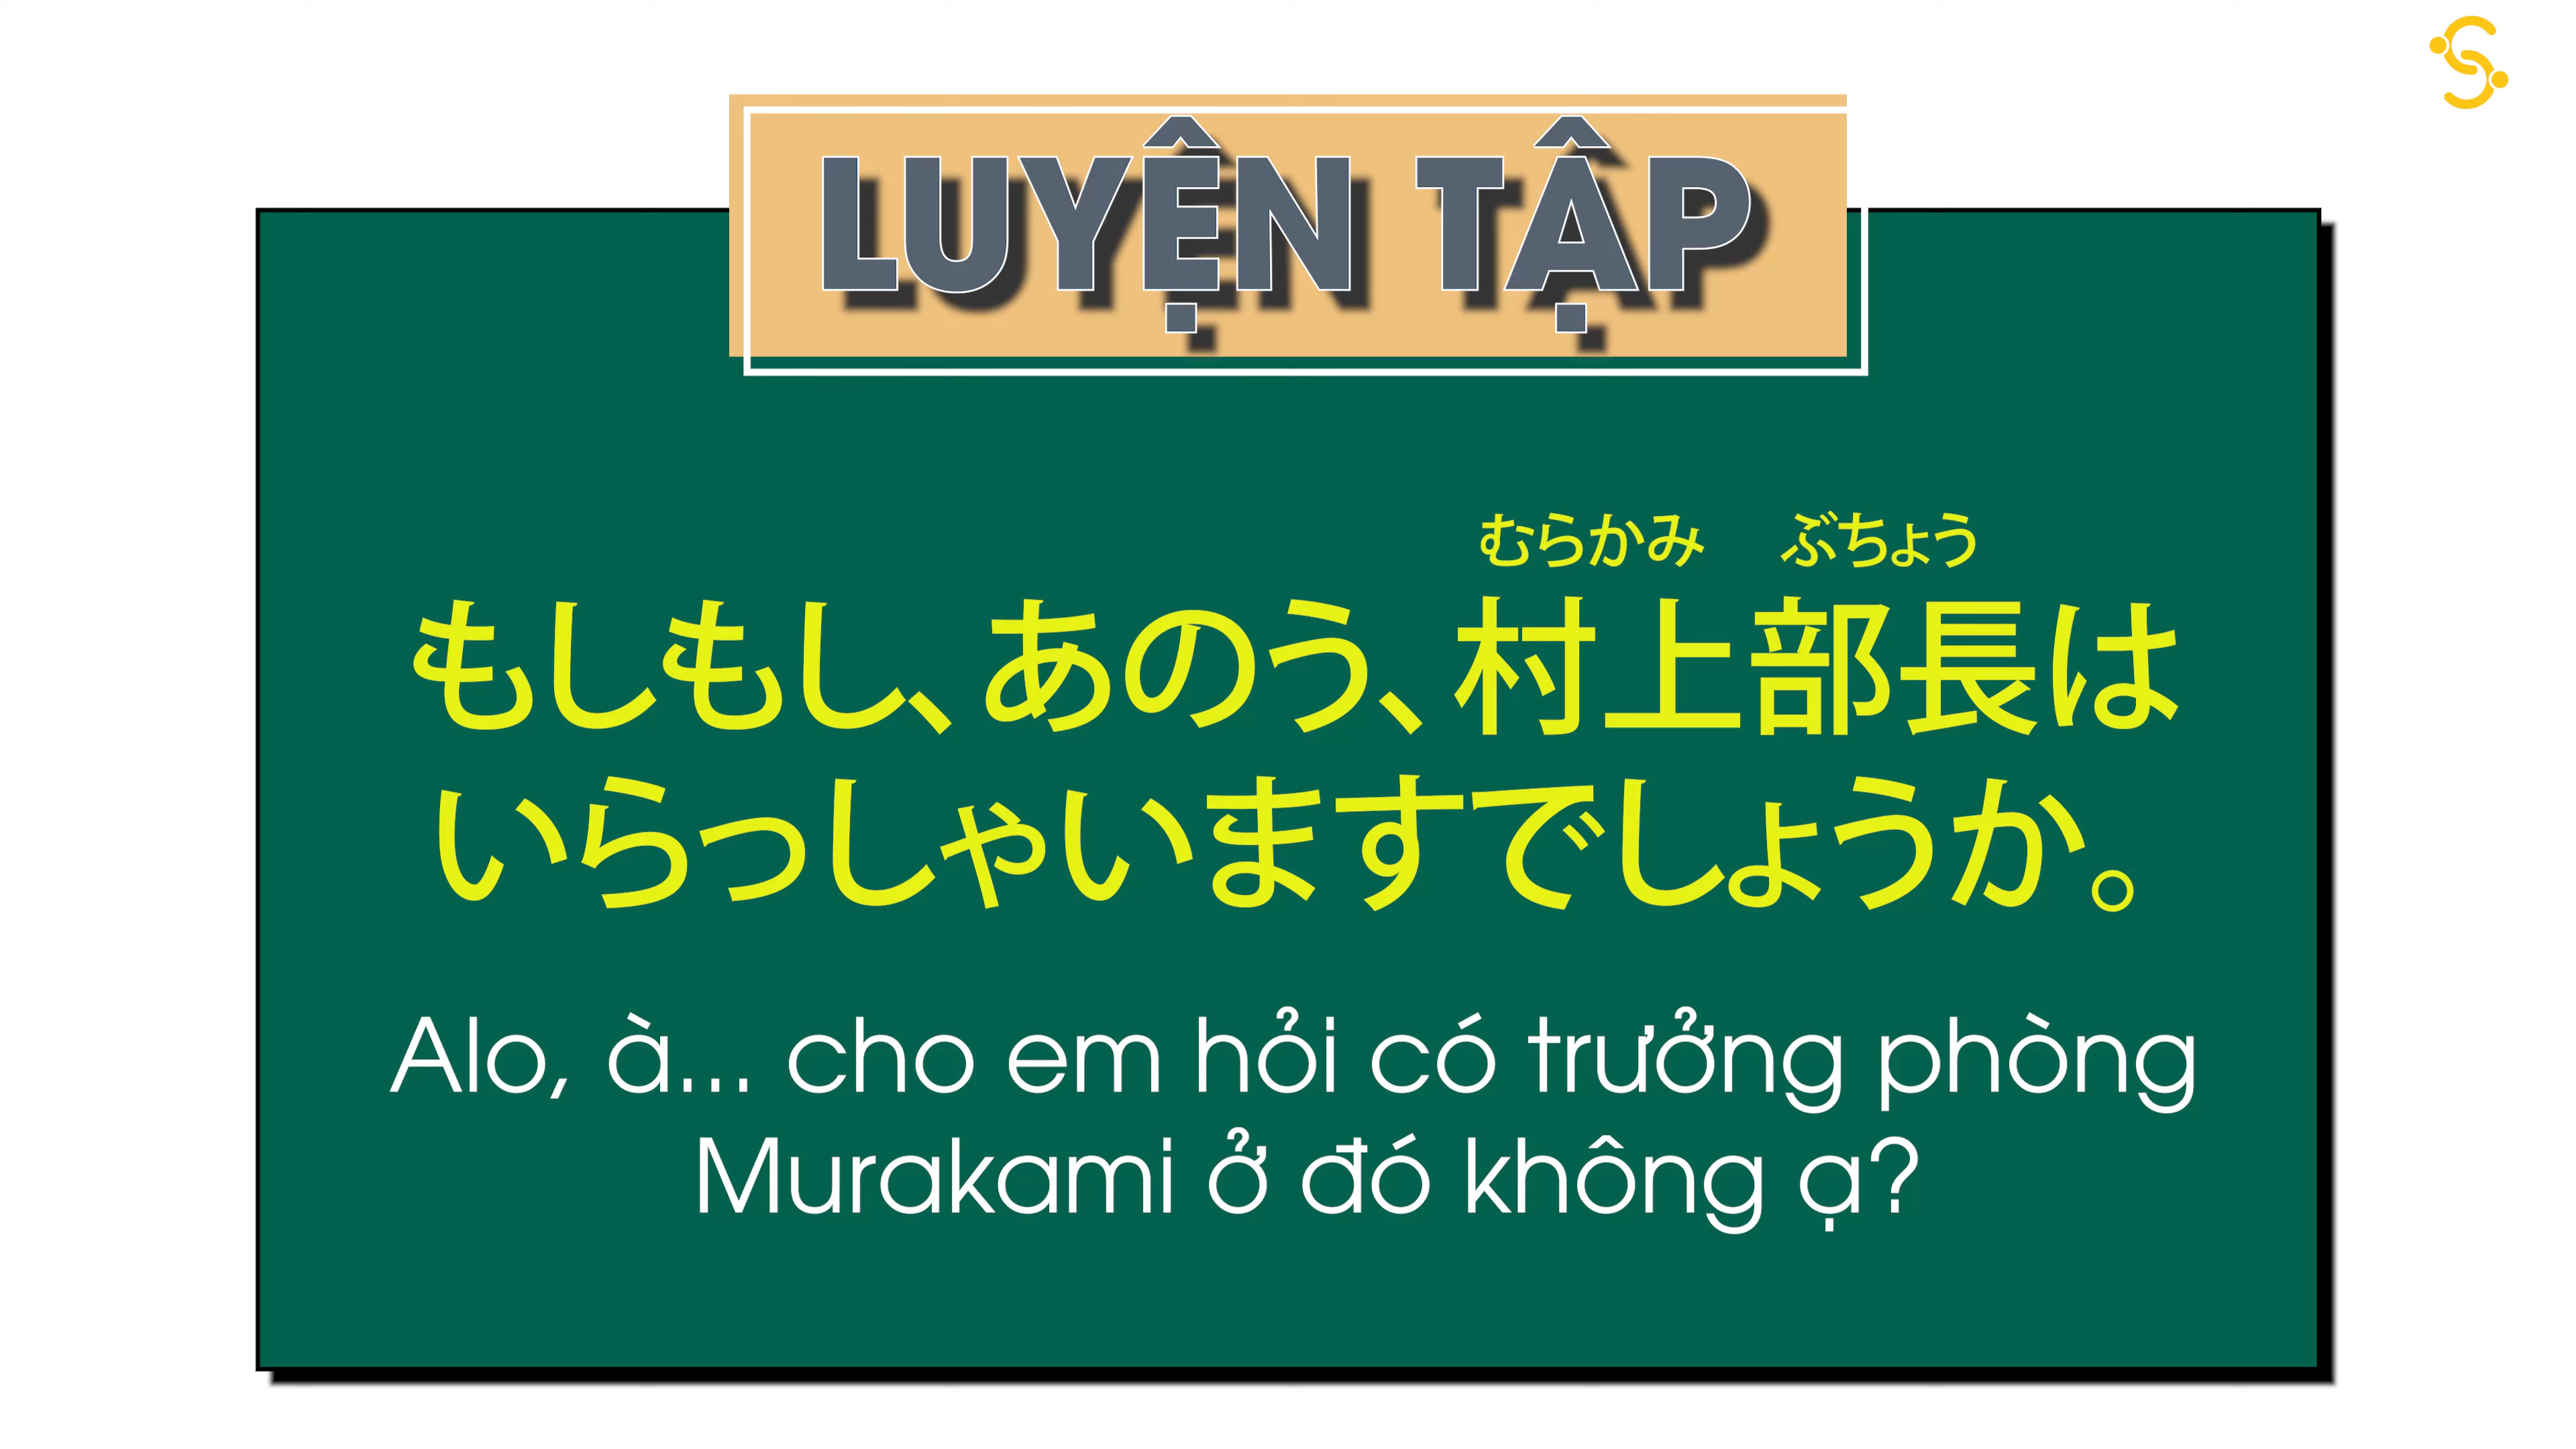 LUYỆN TẬP
むらかみ ぶちょう
もしもし、あのう、村上部長は
いらっしゃいますでしょうか。
Alo, à... cho em hỏi có trưởng phòng
Murakami ở đó không ạ?